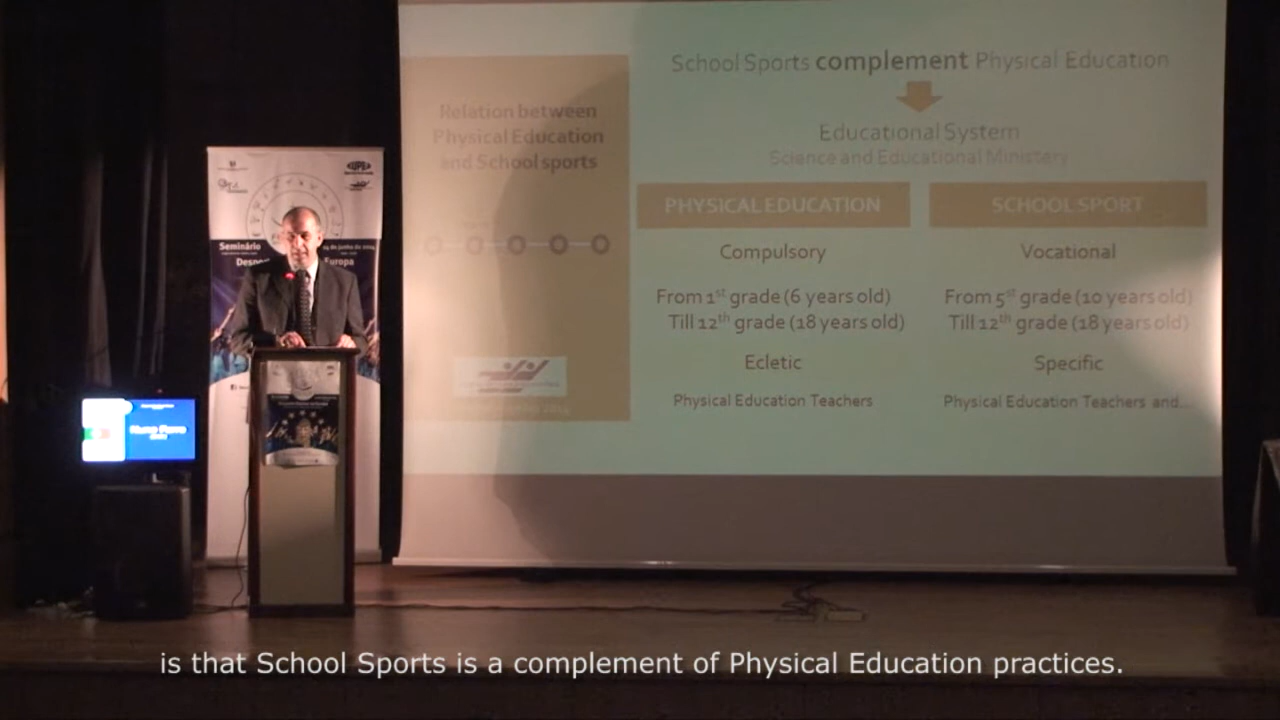 School Sports complement Physical Education
Relation between
Physical Education
and School sports
Educational System
Science and Educational Ministery
PHYSICAL EDUCATION
SCHOOL SPORT
Compulsory
Vocational
From 1st grade (6 years old)
Till 12th grade (18 years old)
From 5st grade (10 years old)
Till 12th grade (18 years old)
Ecletic
Specific
Physical Education Teachers
Physical Education Teachers and...
Seminário
Europa
is that School Sports is a complement of Physical Education practices.